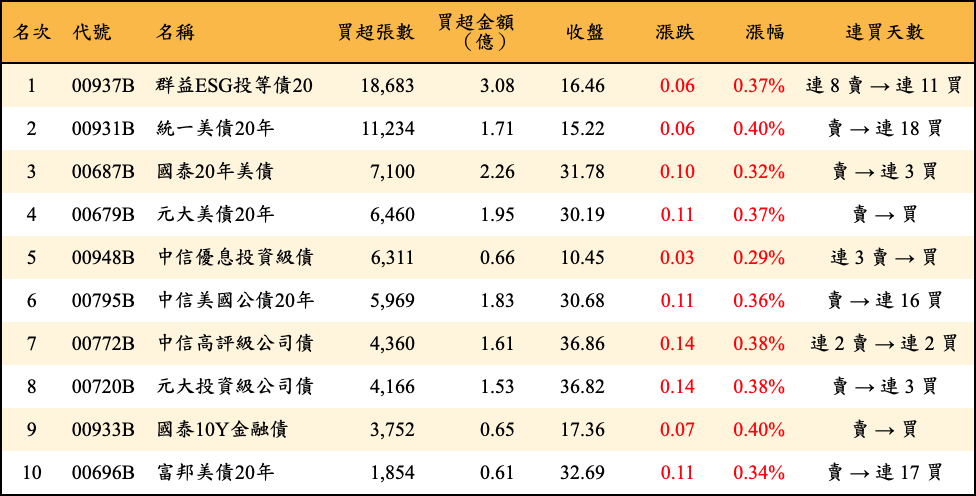 名次 代號 名稱 買超張數 買超金額（億） 收盤 漲跌 漲幅 連買天數
1 00937B 群益ESG投等債20 18,683 3.08 16.46 0.06 0.37% 連 8 賣 → 連 11 買
2 00931B 統一美債20年 11,234 1.71 15.22 0.06 0.40% 賣 → 連 18 買
3 00687B 國泰20年美債 7,100 2.26 31.78 0.10 0.32% 賣 → 連 3 買
4 00679B 元大美債20年 6,460 1.95 30.19 0.11 0.37% 賣 → 買
5 00948B 中信優息投資級債 6,311 0.66 10.45 0.03 0.29% 連 3 賣 → 買
6 00795B 中信美國公債20年 5,969 1.83 30.68 0.11 0.36% 賣 → 連 16 買
7 00772B 中信高評級公司債 4,360 1.61 36.86 0.14 0.38% 連 2 賣 → 連 2 買
8 00720B 元大投資級公司債 4,166 1.53 36.82 0.14 0.38% 賣 → 連 3 買
9 00933B 國泰10Y金融債 3,752 0.65 17.36 0.07 0.40% 賣 → 買
10 00696B 富邦美債20年 1,854 0.61 32.69 0.11 0.34% 賣 → 連 17 買